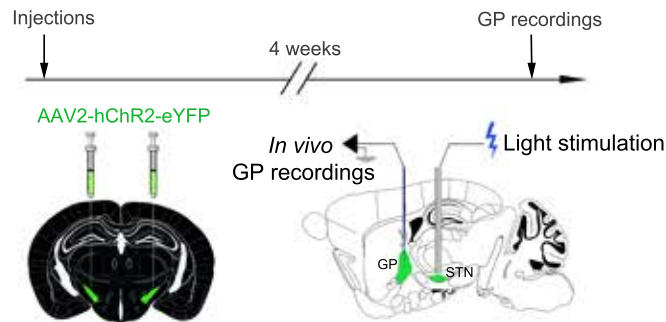 Injections
GP recordings
4 weeks
AAV2-hChR2-eYFP
In vivo
GP recordings
Light stimulation
GP
STN